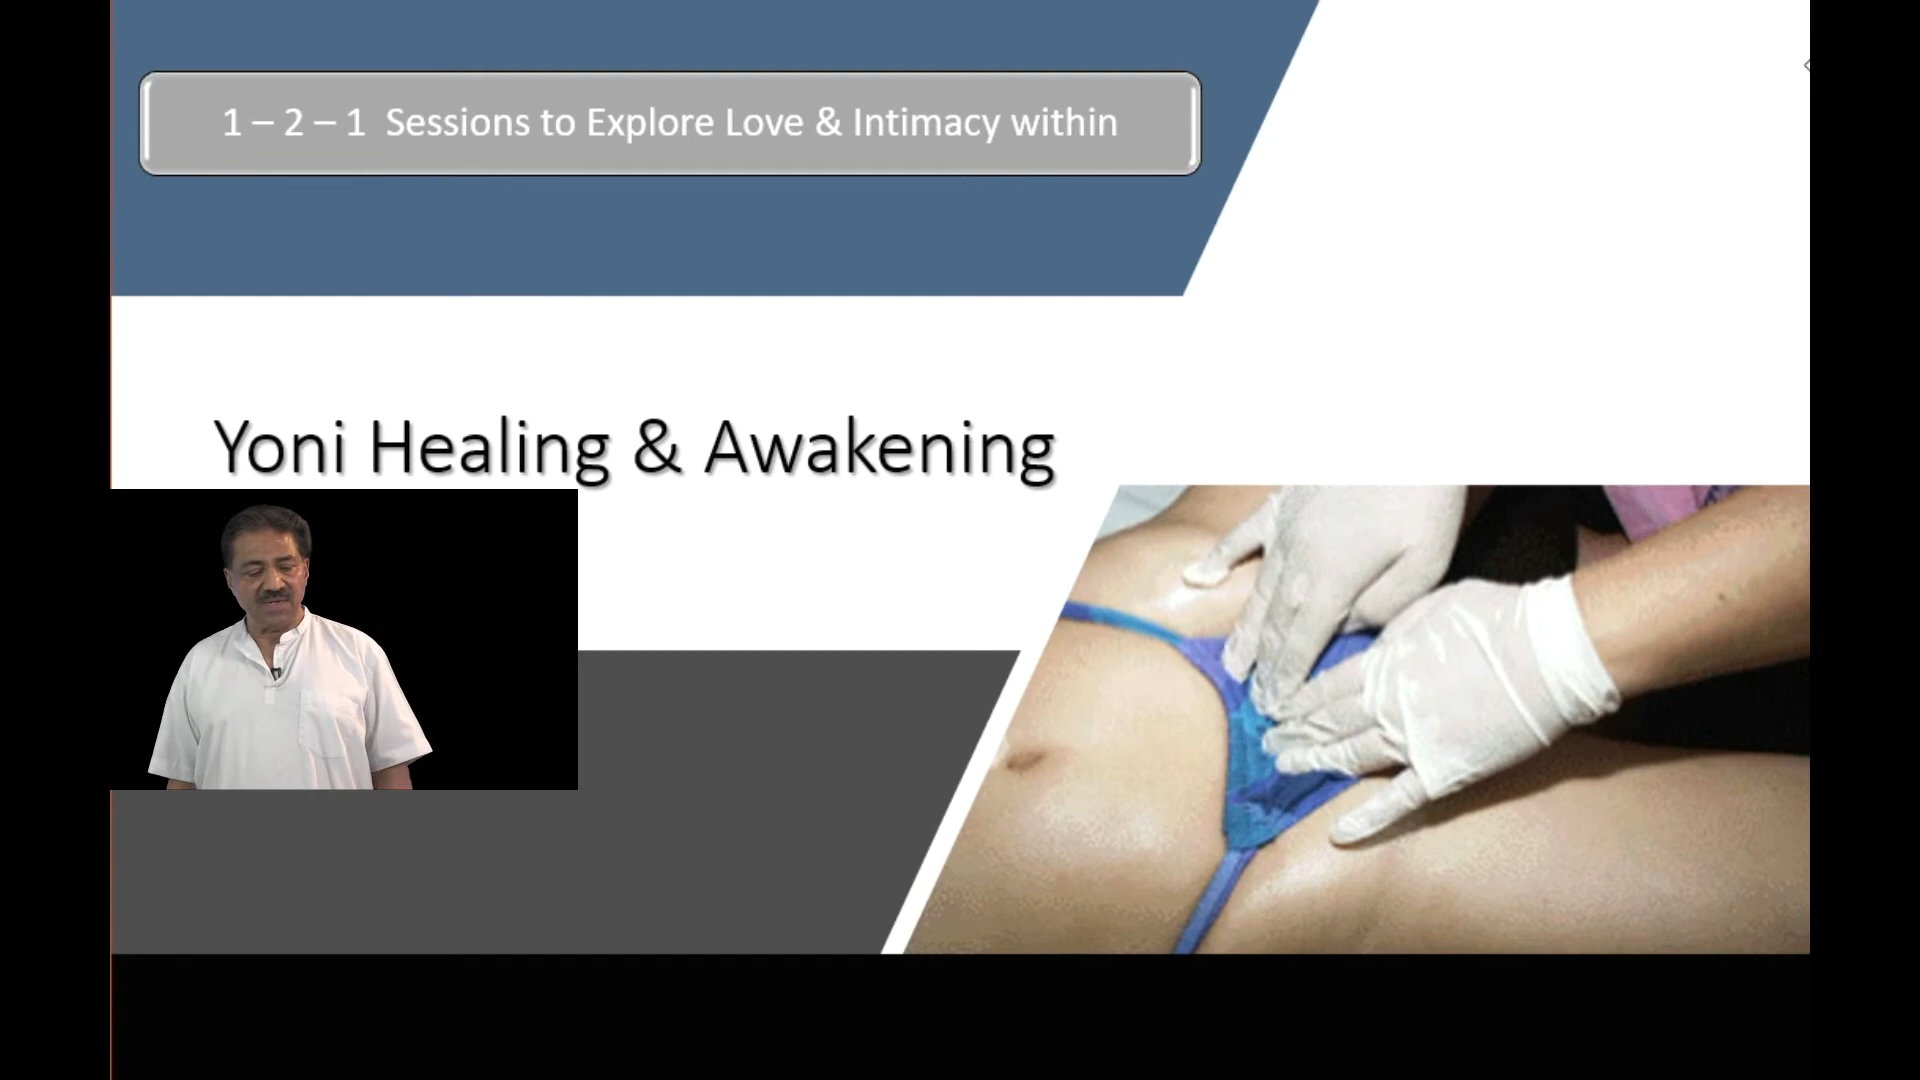 1 – 2 – 1 Sessions to Explore Love & Intimacy within
Yoni Healing & Awakening